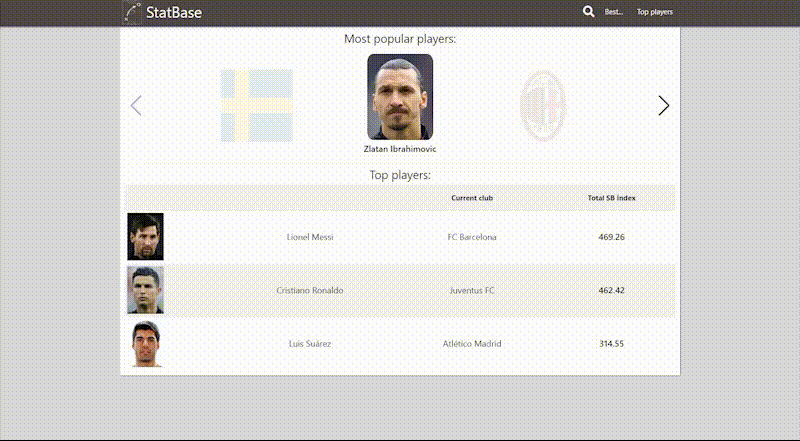 StatBase
Best... Top players
Most popular players:
Zlatan Ibrahimovic
Top players:
Current club Total SB index
Lionel Messi FC Barcelona 469.26
Cristiano Ronaldo Juventus FC 462.42
Luis Suárez Atlético Madrid 314.55